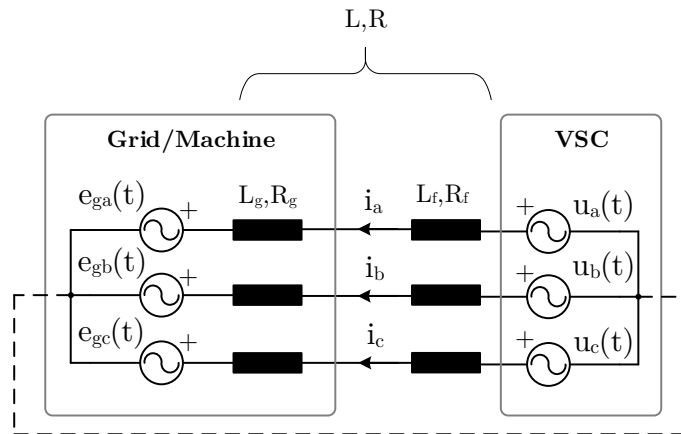 L,R
Grid/Machine
VSC
e_ga(t)
+
L_g,R_g
i_a
L_f,R_f
+
u_a(t)
e_gb(t)
+
i_b
+
u_b(t)
e_gc(t)
+
i_c
+
u_c(t)